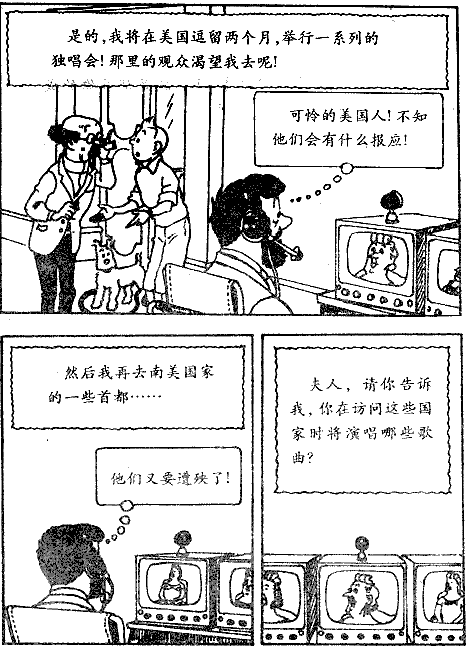 是的,我将在美国逗留两个月,举行一系列的
独唱会!那里的观众渴望我去呢!
可怜的美国人!不知
他们会有什么报应!
然后我再去南美国家
的一些首都……
他们又要遭殃了!
夫人,请你告诉
我,你在访问这些国
家时将演唱哪些歌
曲?